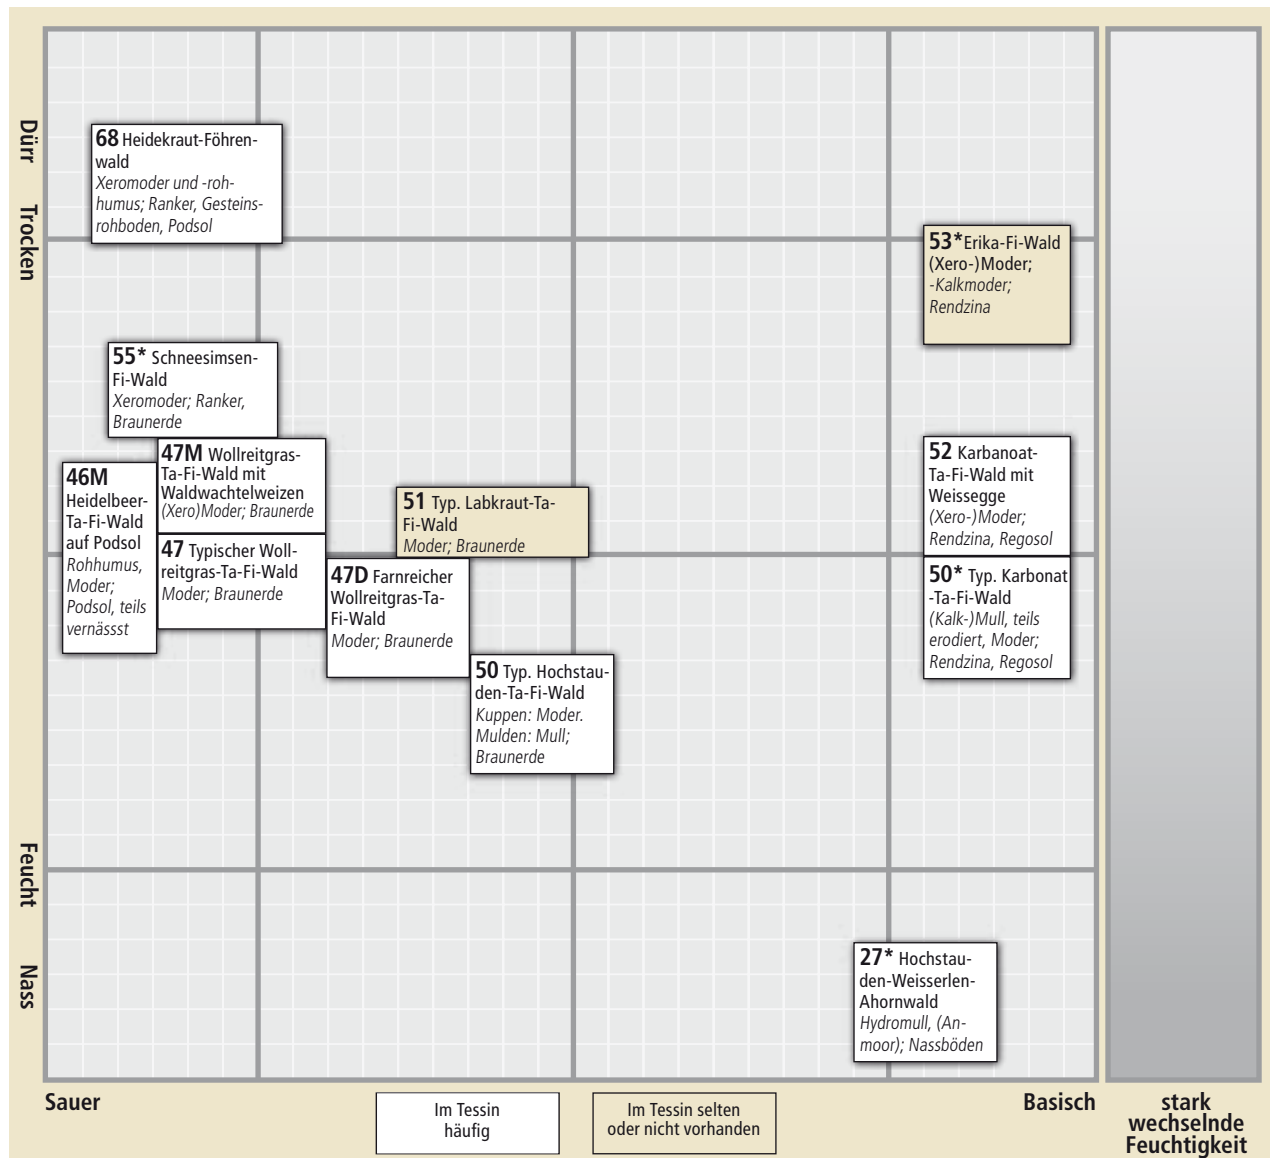 Dürr
Trocken
Feucht
Nass
68 Heidekraut-Föhren-
wald
Xeromoder und -roh-
humus; Ranker, Gesteins-
rohboden, Podsol
53*Erika-Fi-Wald
(Xero-)Moder;
-Kalkmoder;
Rendzina
55* Schneesimsen-
Fi-Wald
Xeromoder; Ranker,
Braunerde
46M
Heidelbeer-
Ta-Fi-Wald
auf Podsol
Rohhumus,
Moder;
Podsol, teils
vernässst
47M Wollreitgras-
Ta-Fi-Wald mit
Waldwachtelweizen
(Xero)Moder; Braunerde
47 Typischer Woll-
reitgras-Ta-Fi-Wald
Moder; Braunerde
51 Typ. Labkraut-Ta-
Fi-Wald
Moder; Braunerde
47D Farnreicher
Wollreitgras-Ta-
Fi-Wald
Moder; Braunerde
50 Typ. Hochstau-
den-Ta-Fi-Wald
Kuppen: Moder.
Mulden: Mull;
Braunerde
52 Karbanoat-
Ta-Fi-Wald mit
Weissegge
(Xero-)Moder;
Rendzina, Regosol
50* Typ. Karbonat
-Ta-Fi-Wald
(Kalk-)Mull, teils
erodiert, Moder;
Rendzina, Regosol
27* Hochstau-
den-Weisserlen-
Ahornwald
Hydromull, (An-
moor); Nassböden
Sauer
Basisch
stark
wechselnde
Feuchtigkeit
Im Tessin
häufig
Im Tessin selten
oder nicht vorhanden